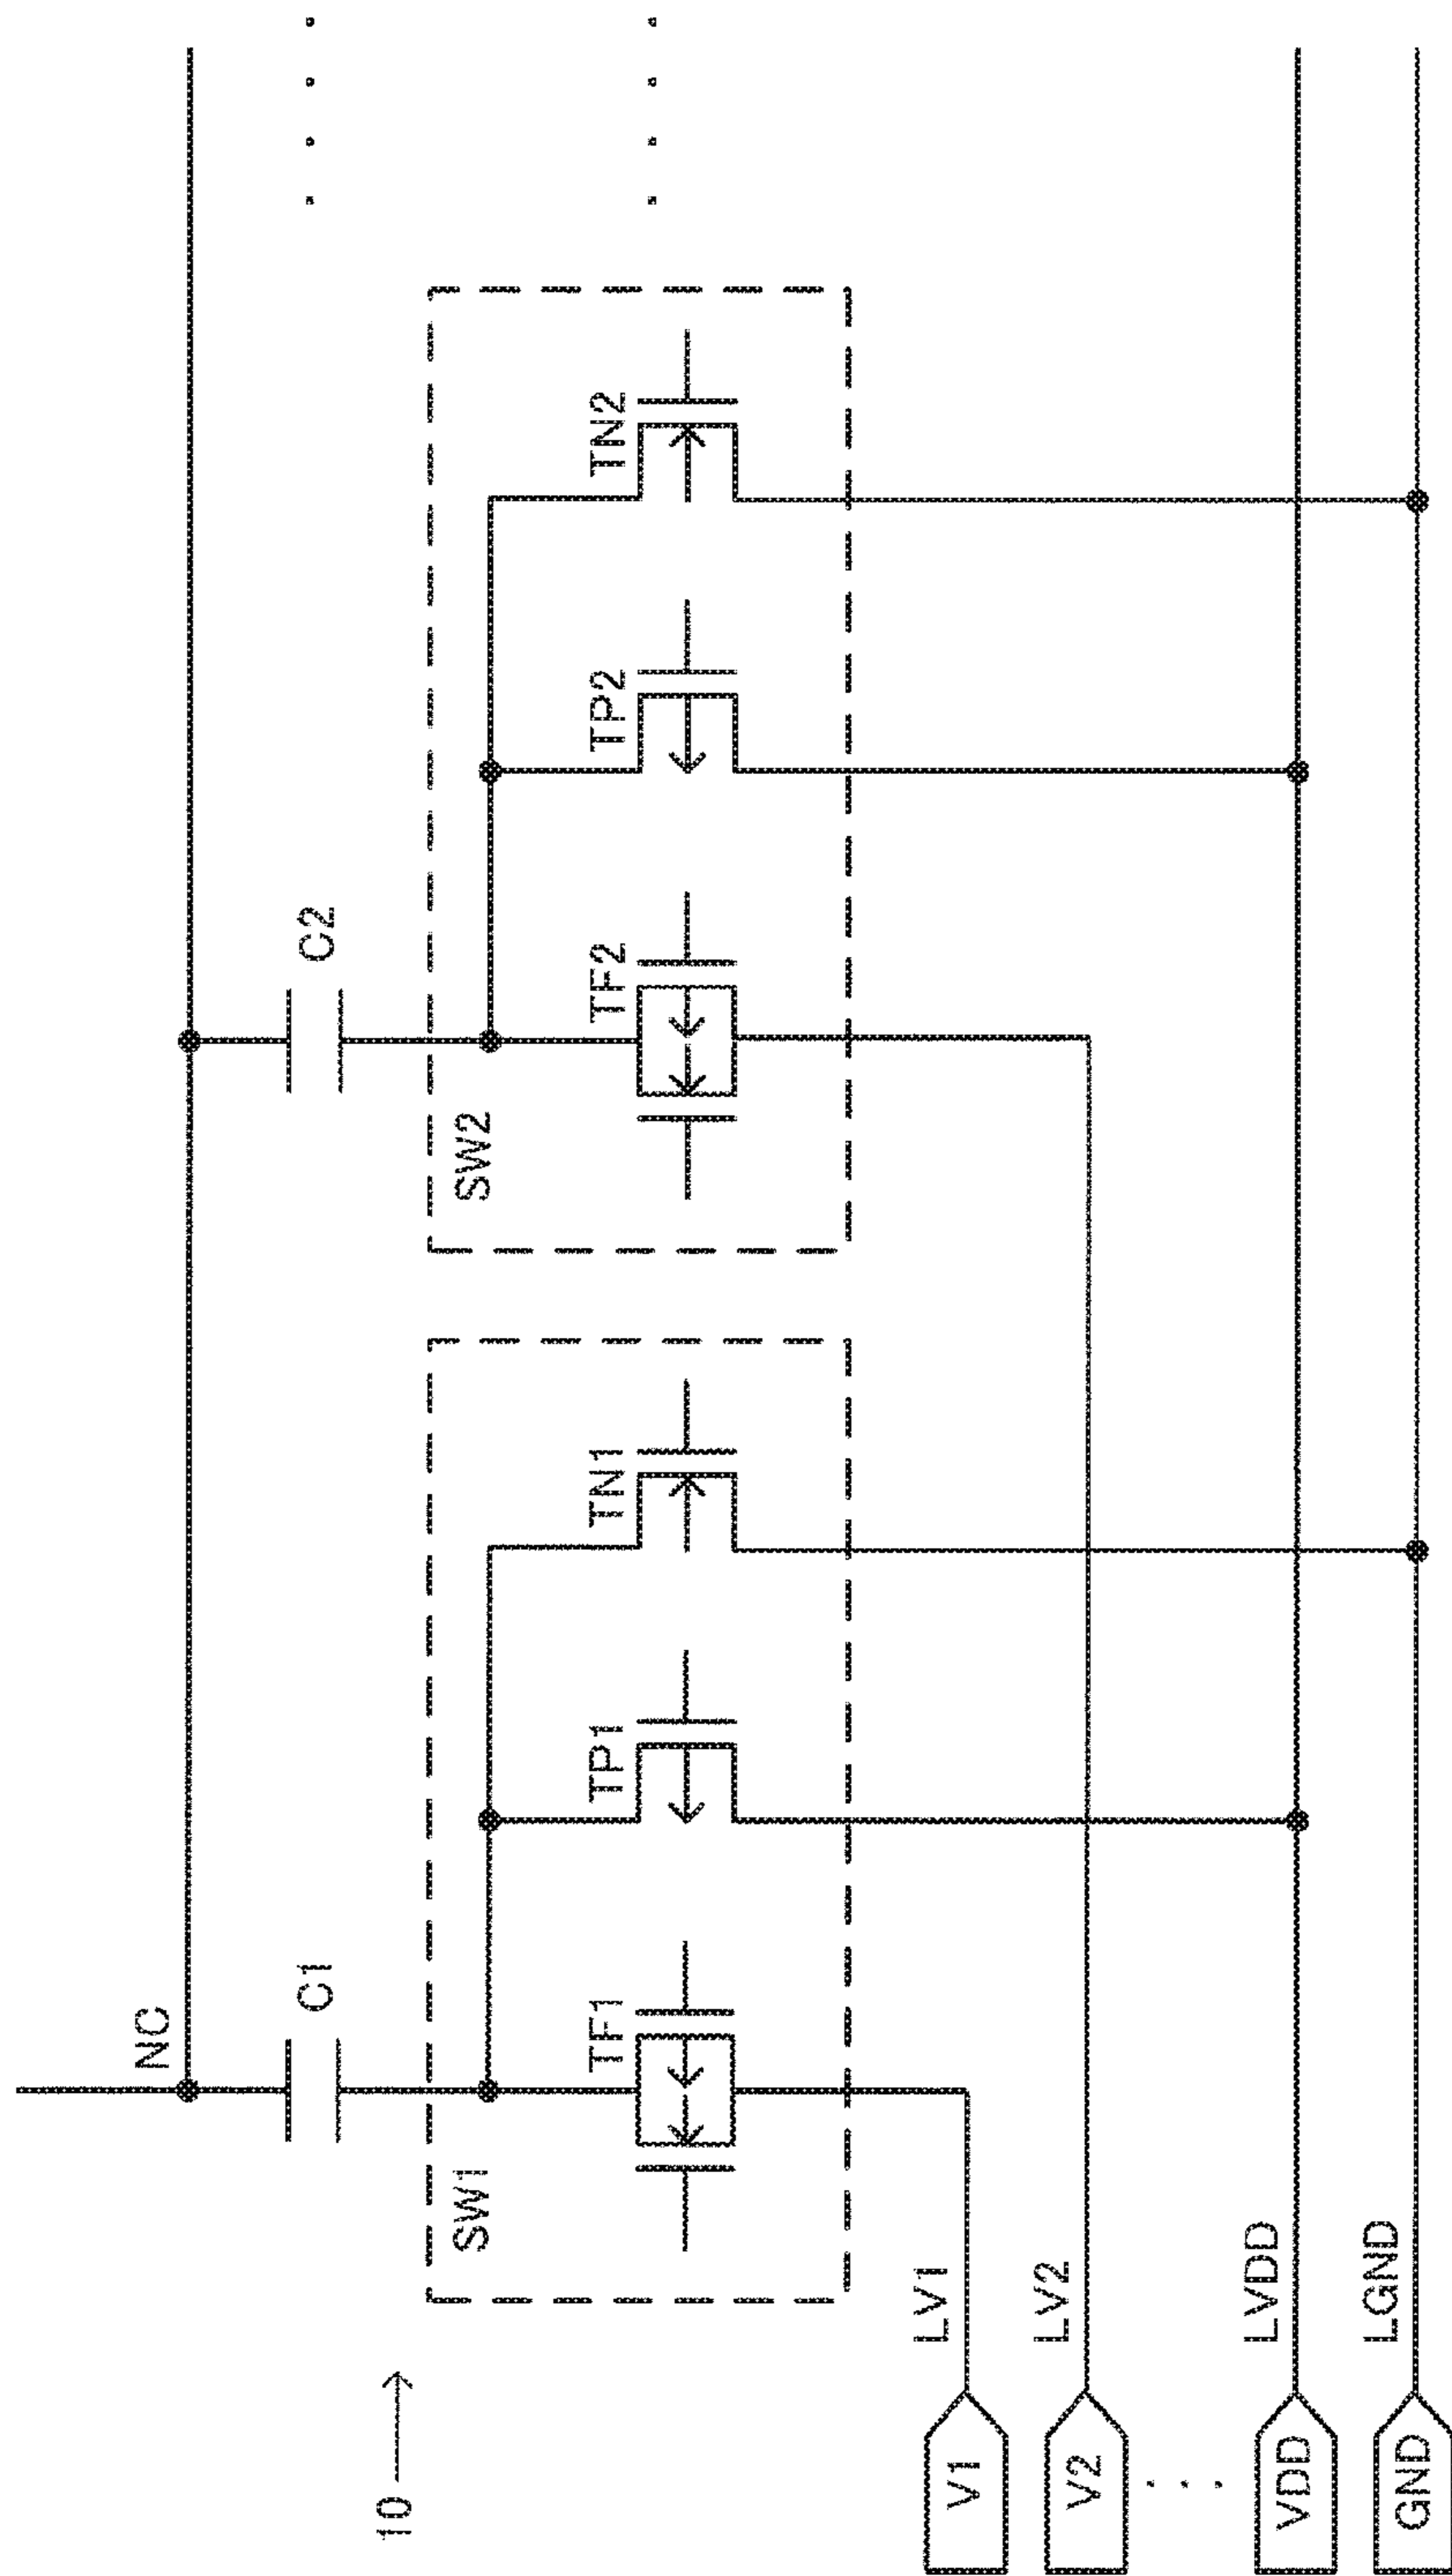 NC
C1
C2
10
SW1
TF1
TP1
TN1
SW2
TF2
TP2
TN2
V1
LV1
V2
LV2
VDD
LVDD
GND
LGND